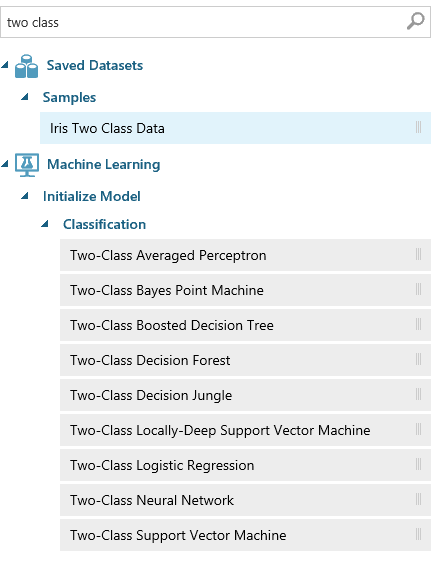 two class
Saved Datasets
Samples
Iris Two Class Data
Machine Learning
Initialize Model
Classification
Two-Class Averaged Perceptron
Two-Class Bayes Point Machine
Two-Class Boosted Decision Tree
Two-Class Decision Forest
Two-Class Decision Jungle
Two-Class Locally-Deep Support Vector Machine
Two-Class Logistic Regression
Two-Class Neural Network
Two-Class Support Vector Machine